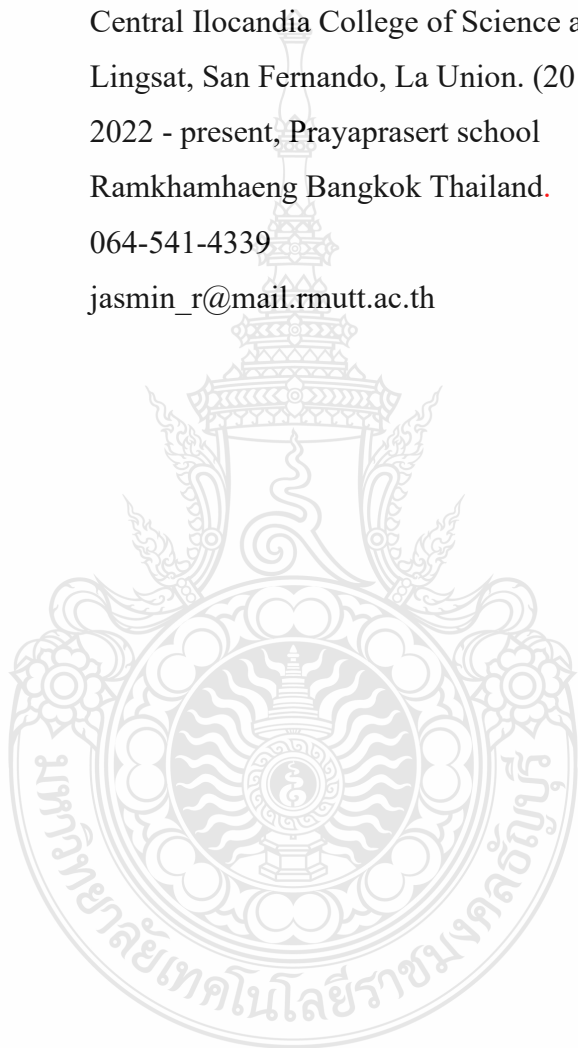 Central Ilocandia College of Science a
Lingsat, San Fernando, La Union. (20
2022 - present, Prayaprasert school
Ramkhamhaeng Bangkok Thailand.
064-541-4339
jasmin_r@mail.rmutt.ac.th
มหาวิทยาลัยเทคโนโลยีราชมงคลธัญบุรี